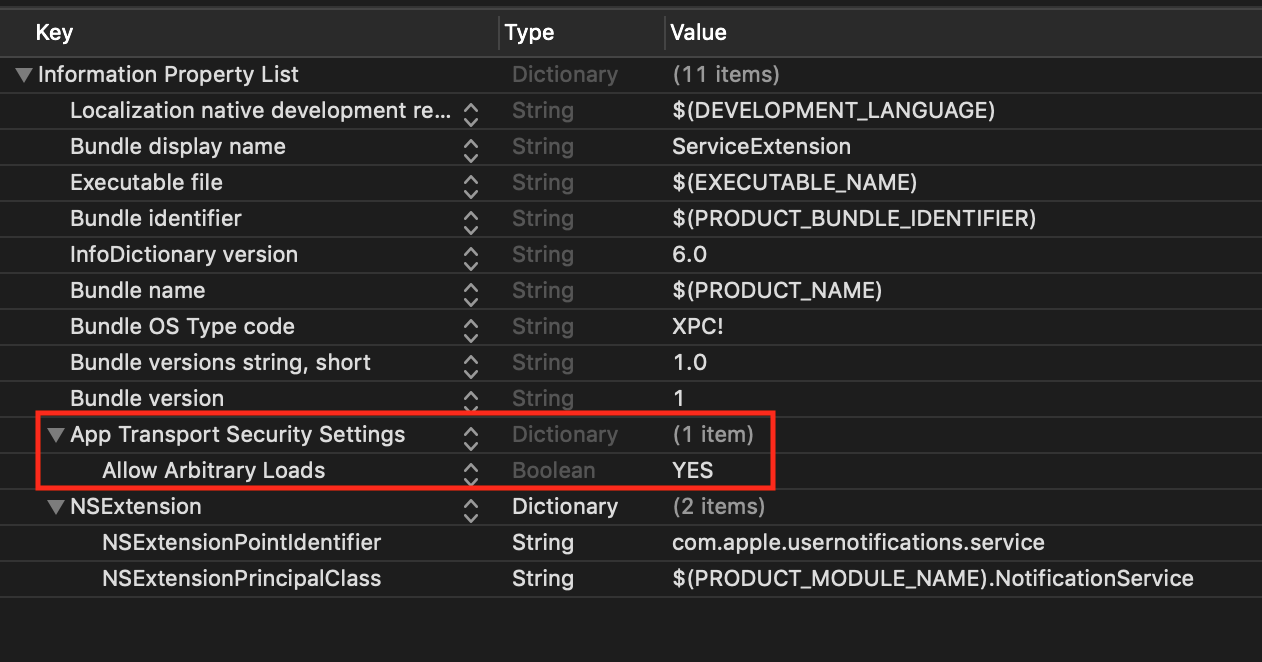 Key Type Value
Information Property List Dictionary (11 items)
Localization native development re... String $(DEVELOPMENT_LANGUAGE)
Bundle display name String ServiceExtension
Executable file String $(EXECUTABLE_NAME)
Bundle identifier String $(PRODUCT_BUNDLE_IDENTIFIER)
InfoDictionary version String 6.0
Bundle name String $(PRODUCT_NAME)
Bundle OS Type code String XPC!
Bundle versions string, short String 1.0
Bundle version String 1
App Transport Security Settings Dictionary (1 item)
Allow Arbitrary Loads Boolean YES
NSExtension Dictionary (2 items)
NSExtensionPointIdentifier String com.apple.usernotifications.service
NSExtensionPrincipalClass String $(PRODUCT_MODULE_NAME).NotificationService